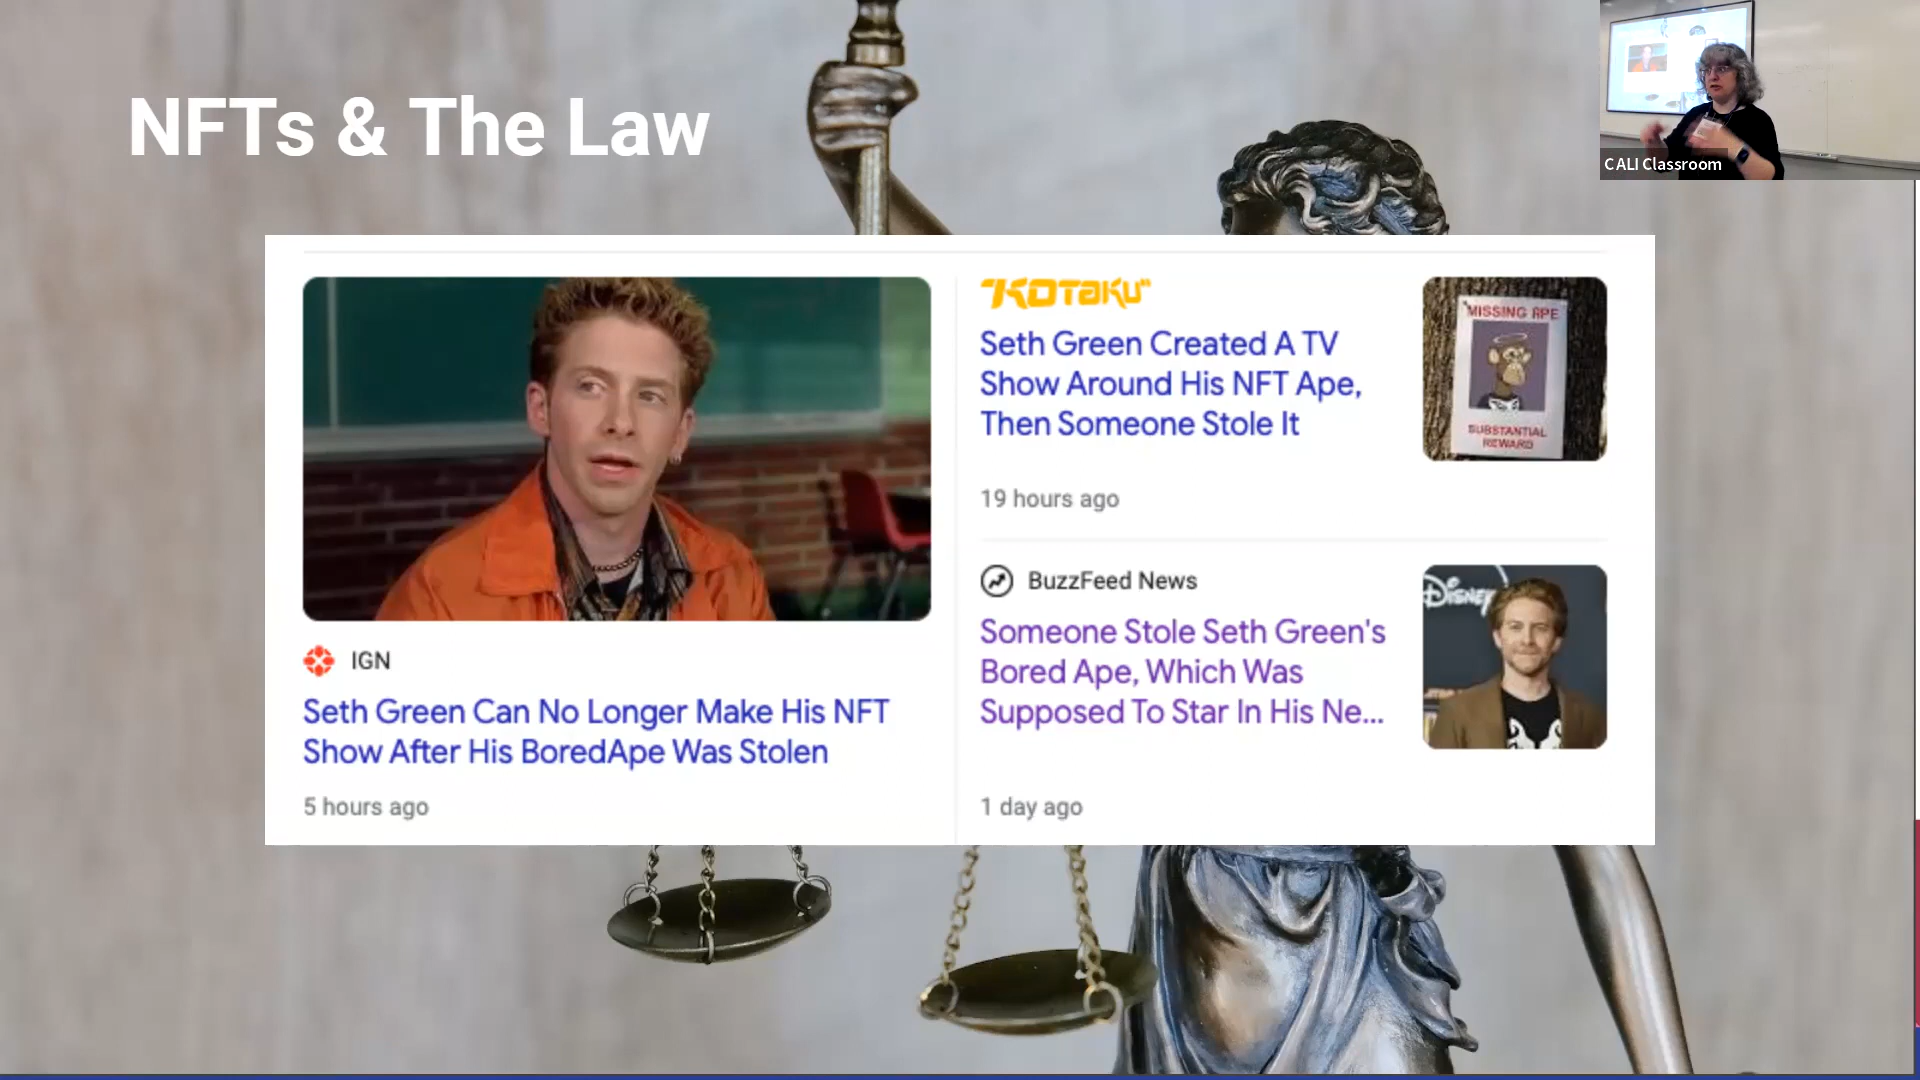 NFTs & The Law
CALI Classroom
KOTAKU
Seth Green Created A TV
Show Around His NFT Ape,
Then Someone Stole It
19 hours ago
MISSING APE
SUBSTANTIAL
REWARD
BuzzFeed News
Someone Stole Seth Green's
Bored Ape, Which Was
Supposed To Star In His Ne...
1 day ago
Disney
IGN
Seth Green Can No Longer Make His NFT
Show After His BoredApe Was Stolen
5 hours ago